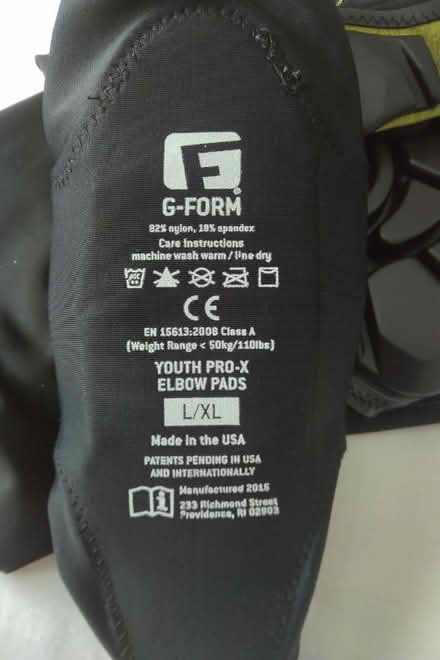 G-FORM
82% nylon, 18% spandex
Care Instructions
machine wash warm / line dry
CE
EN 15613:2008 Class A
(Weight Range < 50kg/110lbs)
YOUTH PRO-X
ELBOW PADS
L/XL
Made in the USA
PATENTS PENDING IN USA
AND INTERNATIONALLY
Manufactured 2015
233 Richmond Street
Providence, RI 02903